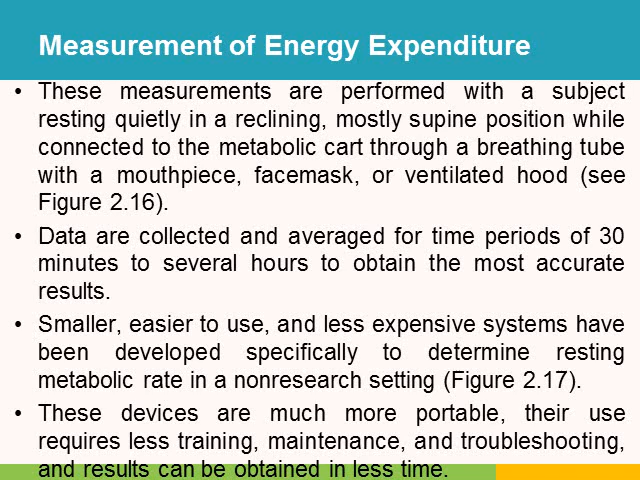 Measurement of Energy Expenditure
• These measurements are performed with a subject
resting quietly in a reclining, mostly supine position while
connected to the metabolic cart through a breathing tube
with a mouthpiece, facemask, or ventilated hood (see
Figure 2.16).
• Data are collected and averaged for time periods of 30
minutes to several hours to obtain the most accurate
results.
• Smaller, easier to use, and less expensive systems have
been developed specifically to determine resting
metabolic rate in a nonresearch setting (Figure 2.17).
• These devices are much more portable, their use
requires less training, maintenance, and troubleshooting,
and results can be obtained in less time.